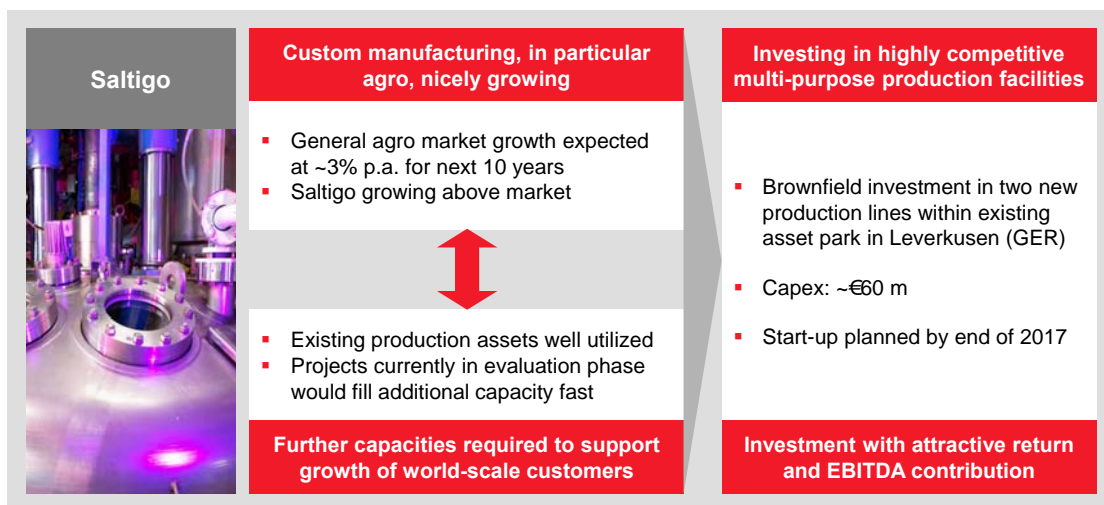 Saltigo
Custom manufacturing, in particular
agro, nicely growing
▪ General agro market growth expected
at ~3% p.a. for next 10 years
▪ Saltigo growing above market
▪ Existing production assets well utilized
▪ Projects currently in evaluation phase
would fill additional capacity fast
Further capacities required to support
growth of world-scale customers
Investing in highly competitive
multi-purpose production facilities
▪ Brownfield investment in two new
production lines within existing
asset park in Leverkusen (GER)
▪ Capex: ~€60 m
▪ Start-up planned by end of 2017
Investment with attractive return
and EBITDA contribution